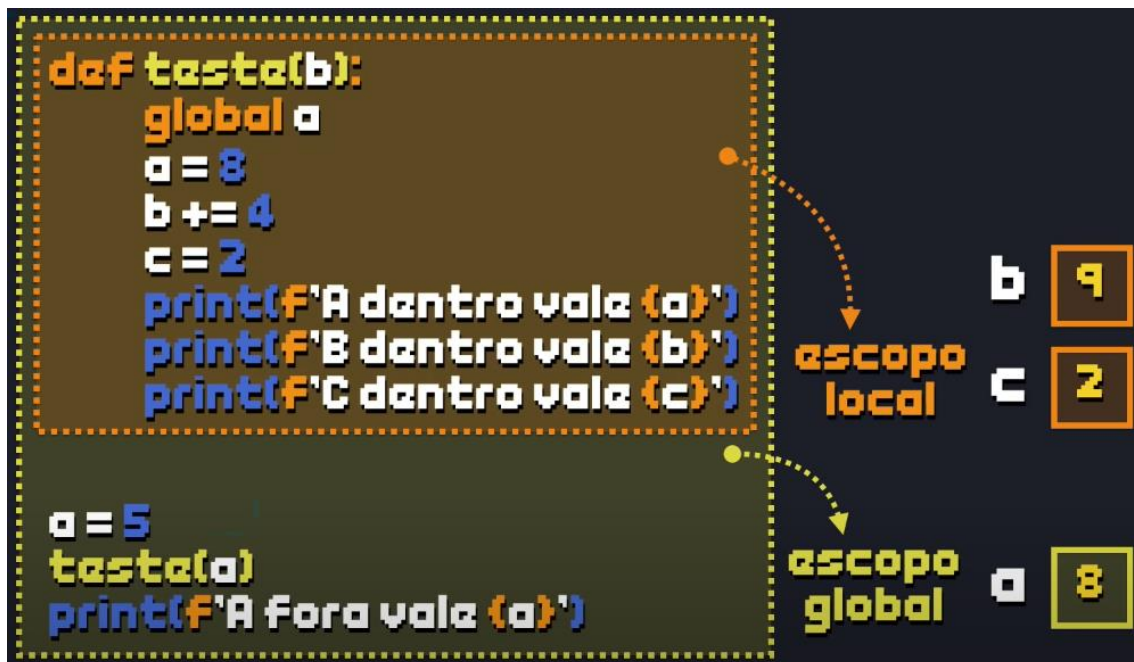 def teste(b):
global a
a = 8
b += 4
c = 2
print(f'A dentro vale {a}')
print(f'B dentro vale {b}')
print(f'C dentro vale {c}')
a = 5
teste(a)
print(f'A fora vale {a}')
escopo
local
b 9
c 2
escopo
global
a 8